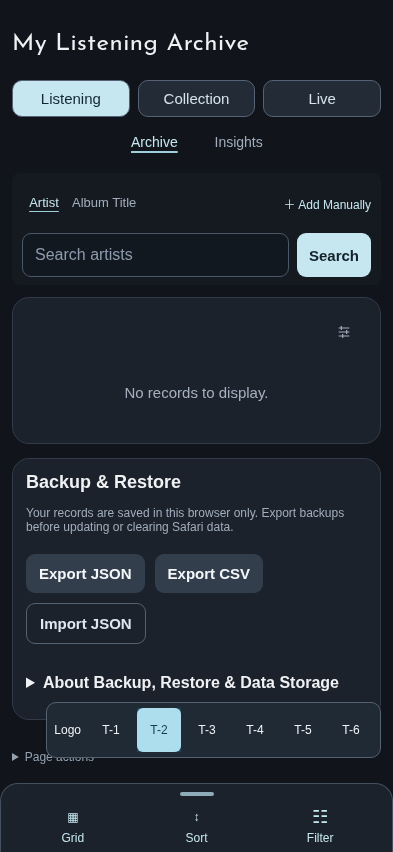 My Listening Archive
Listening Collection Live
Archive Insights
Artist Album Title + Add Manually
Search artists Search
No records to display.
Backup & Restore
Your records are saved in this browser only. Export backups
before updating or clearing Safari data.
Export JSON Export CSV
Import JSON
About Backup, Restore & Data Storage
Logo T-1 T-2 T-3 T-4 T-5 T-6
Page actions
Grid Sort Filter